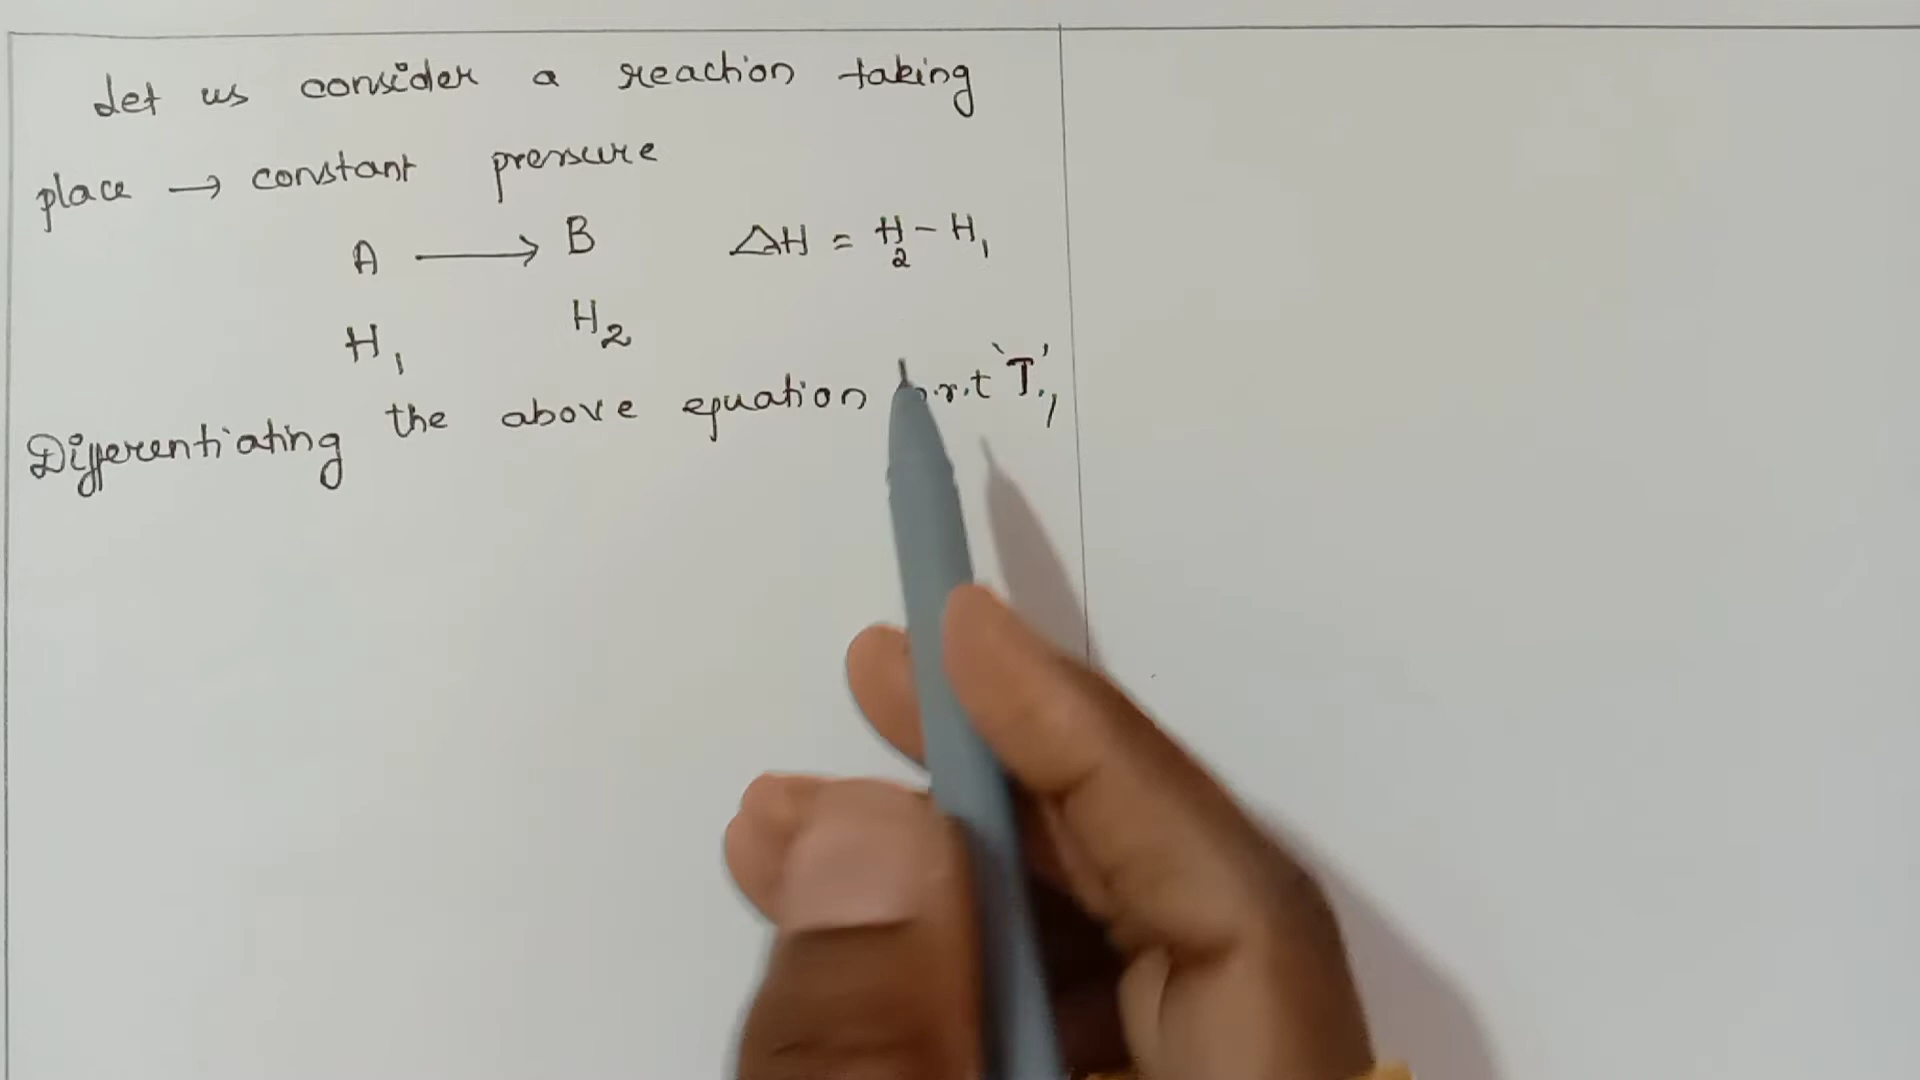 Let us consider a reaction taking
place → constant pressure
A ⟶ B ΔH = H₂ - H₁
H₁ H₂
Differentiating the above equation w.r.t 'T',